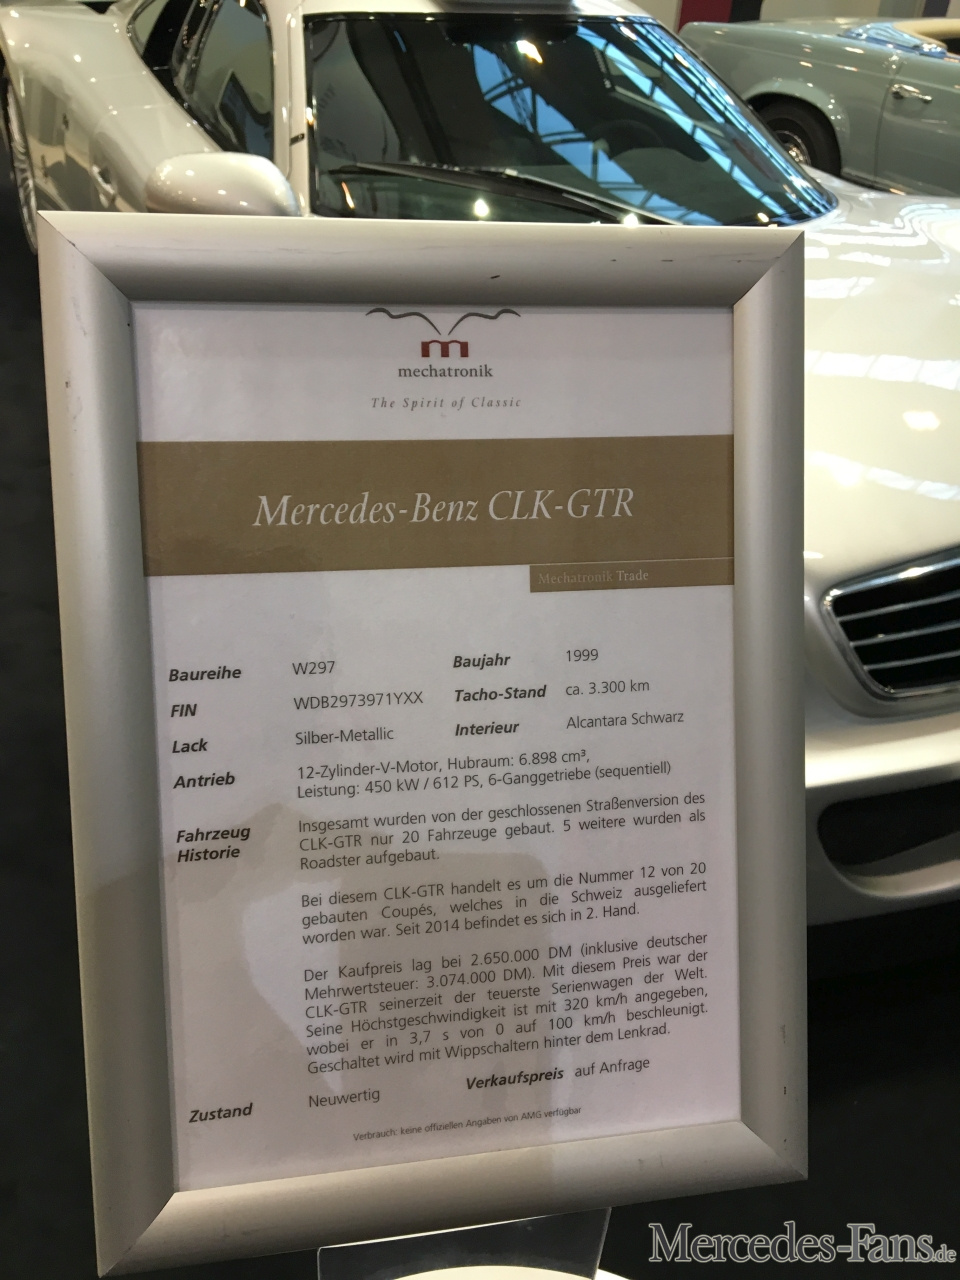 mechatronik
The Spirit of Classic
Mercedes-Benz CLK-GTR
Mechatronik Trade
Baureihe W297 Baujahr 1999
FIN WDB2973971YXX Tacho-Stand ca. 3.300 km
Lack Silber-Metallic Interieur Alcantara Schwarz
Antrieb 12-Zylinder-V-Motor, Hubraum: 6.898 cm³,
Leistung: 450 kW / 612 PS, 6-Ganggetriebe (sequentiell)
Fahrzeug Historie Insgesamt wurden von der geschlossenen Straßenversion des
CLK-GTR nur 20 Fahrzeuge gebaut. 5 weitere wurden als
Roadster aufgebaut.
Bei diesem CLK-GTR handelt es um die Nummer 12 von 20
gebauten Coupés, welches in die Schweiz ausgeliefert
worden war. Seit 2014 befindet es sich in 2. Hand.
Der Kaufpreis lag bei 2.650.000 DM (inklusive deutscher
Mehrwertsteuer: 3.074.000 DM). Mit diesem Preis war der
CLK-GTR seinerzeit der teuerste Serienwagen der Welt.
Seine Höchstgeschwindigkeit ist mit 320 km/h angegeben,
wobei er in 3,7 s von 0 auf 100 km/h beschleunigt.
Geschaltet wird mit Wippschaltern hinter dem Lenkrad.
Zustand Neuwertig Verkaufspreis auf Anfrage
Verbrauch: keine offiziellen Angaben von AMG verfügbar
Mercedes-Fans.de